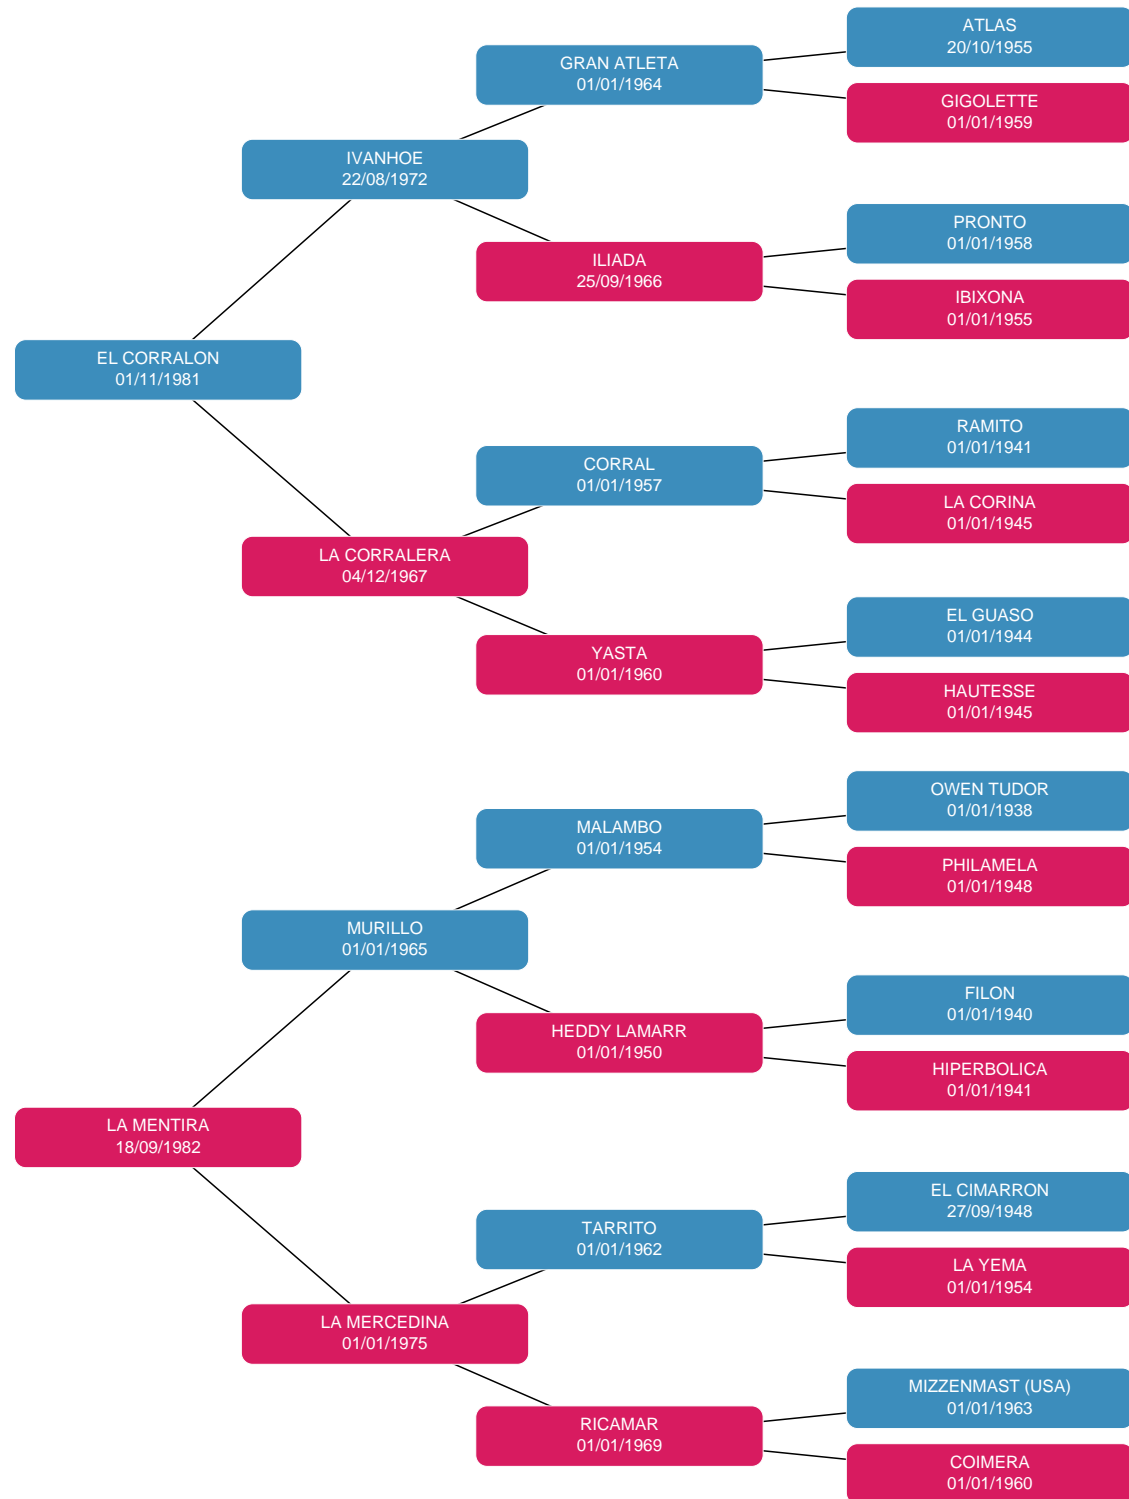 ATLAS
20/10/1955
GRAN ATLETA
01/01/1964
GIGOLETTE
01/01/1959
IVANHOE
22/08/1972
PRONTO
01/01/1958
ILIADA
25/09/1966
IBIXONA
01/01/1955
EL CORRALON
01/11/1981
RAMITO
01/01/1941
CORRAL
01/01/1957
LA CORINA
01/01/1945
LA CORRALERA
04/12/1967
EL GUASO
01/01/1944
YASTA
01/01/1960
HAUTESSE
01/01/1945
OWEN TUDOR
01/01/1938
MALAMBO
01/01/1954
PHILAMELA
01/01/1948
MURILLO
01/01/1965
FILON
01/01/1940
HEDDY LAMARR
01/01/1950
HIPERBOLICA
01/01/1941
LA MENTIRA
18/09/1982
EL CIMARRON
27/09/1948
TARRITO
01/01/1962
LA YEMA
01/01/1954
LA MERCEDINA
01/01/1975
MIZZENMAST (USA)
01/01/1963
RICAMAR
01/01/1969
COIMERA
01/01/1960